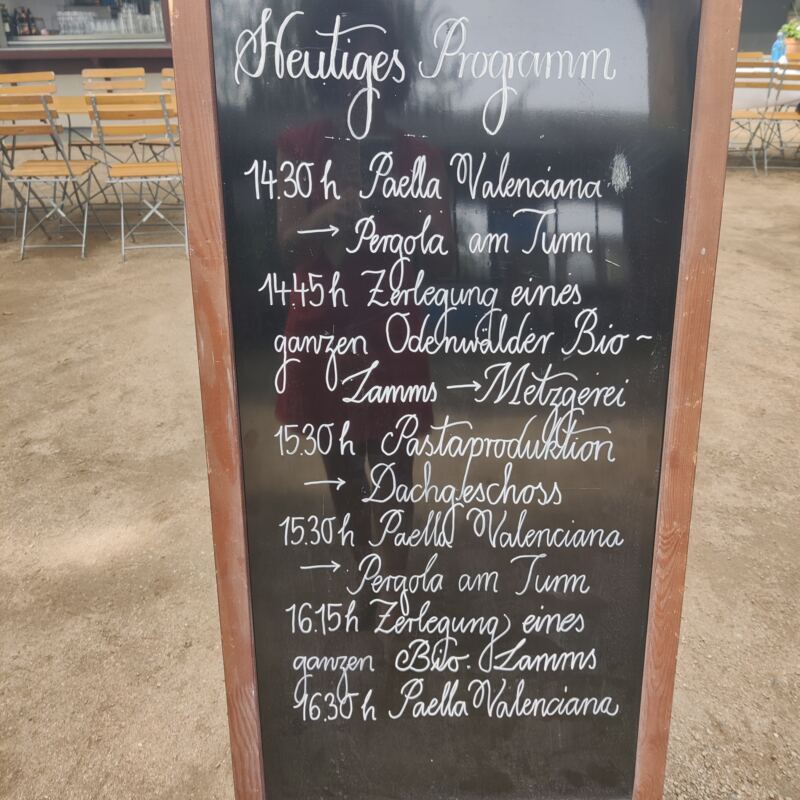 Heutiges Programm
14.30 h Paella Valenciana
→ Pergola am Turm
14.45 h Zerlegung eines
ganzen Odenwälder Bio-
Lamms → Metzgerei
15.30 h Pastaproduktion
→ Dachgeschoss
15.30 h Paella Valenciana
→ Pergola am Turm
16.15 h Zerlegung eines
ganzen Bio. Lamms
16.30 h Paella Valenciana